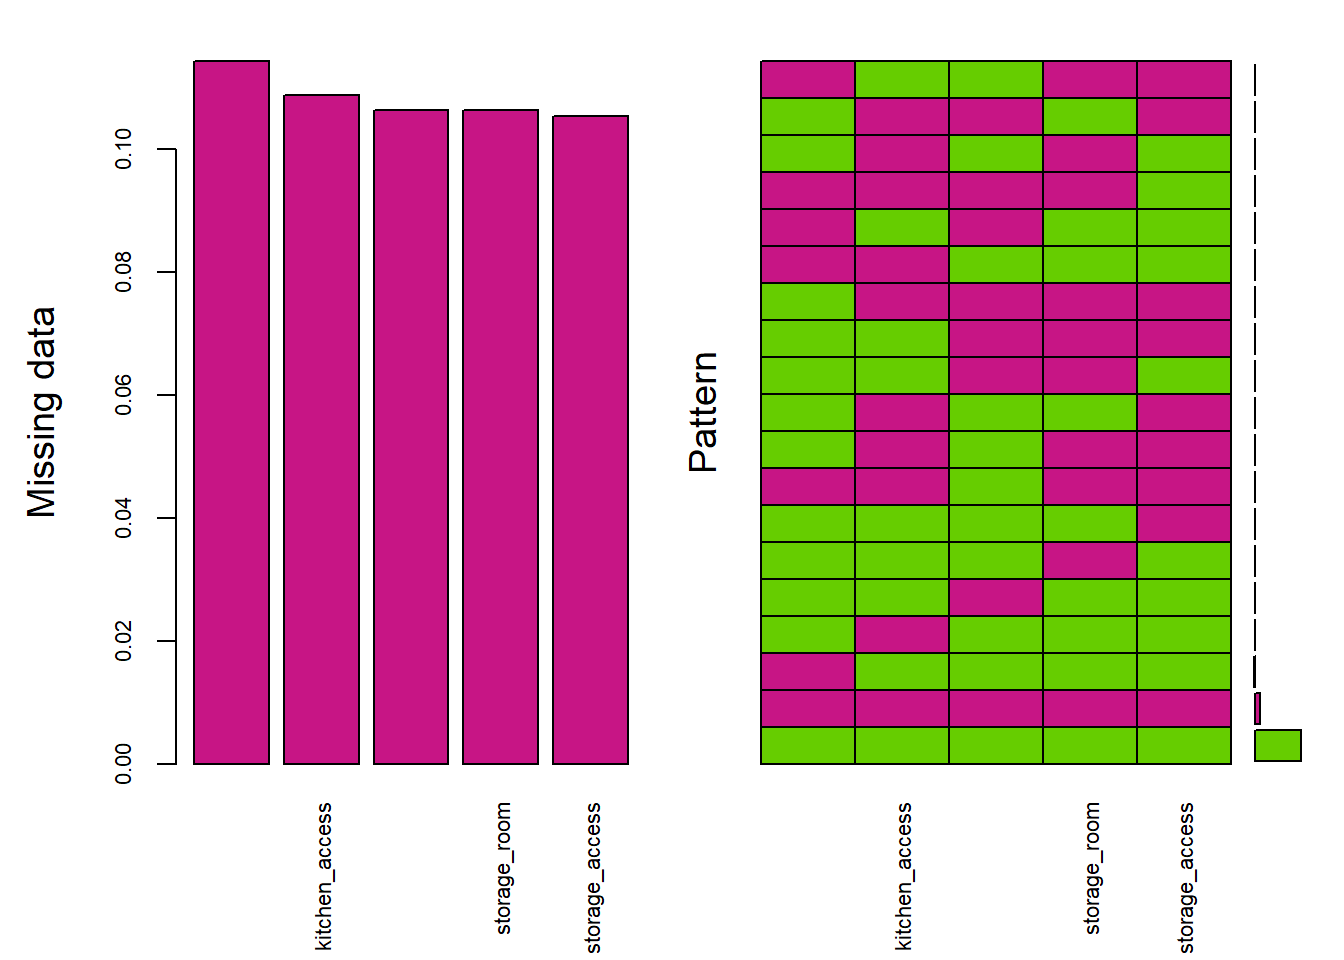 Missing data
0.10
0.08
0.06
0.04
0.02
0.00
kitchen_access
storage_room
storage_access
Pattern
kitchen_access
storage_room
storage_access